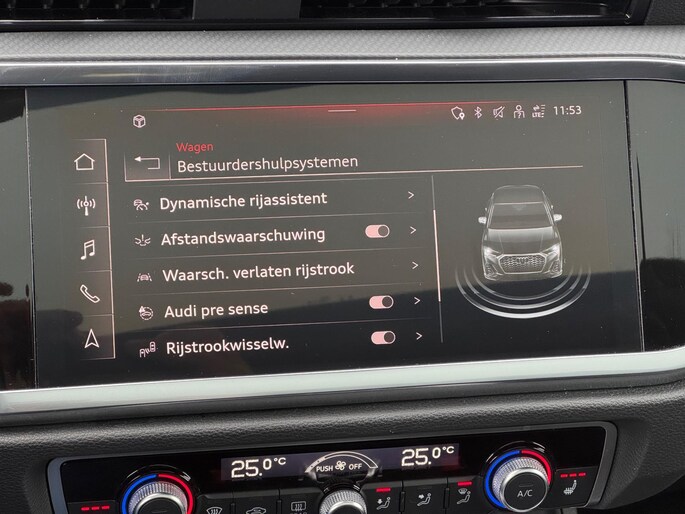 LTE 11:53
Wagen
Bestuurdershulpsystemen
Dynamische rijassistent
Afstandswaarschuwing
Waarsch. verlaten rijstrook
Audi pre sense
Rijstrookwisselw.
25.0°C
PUSH OFF
25.0°C
A/C